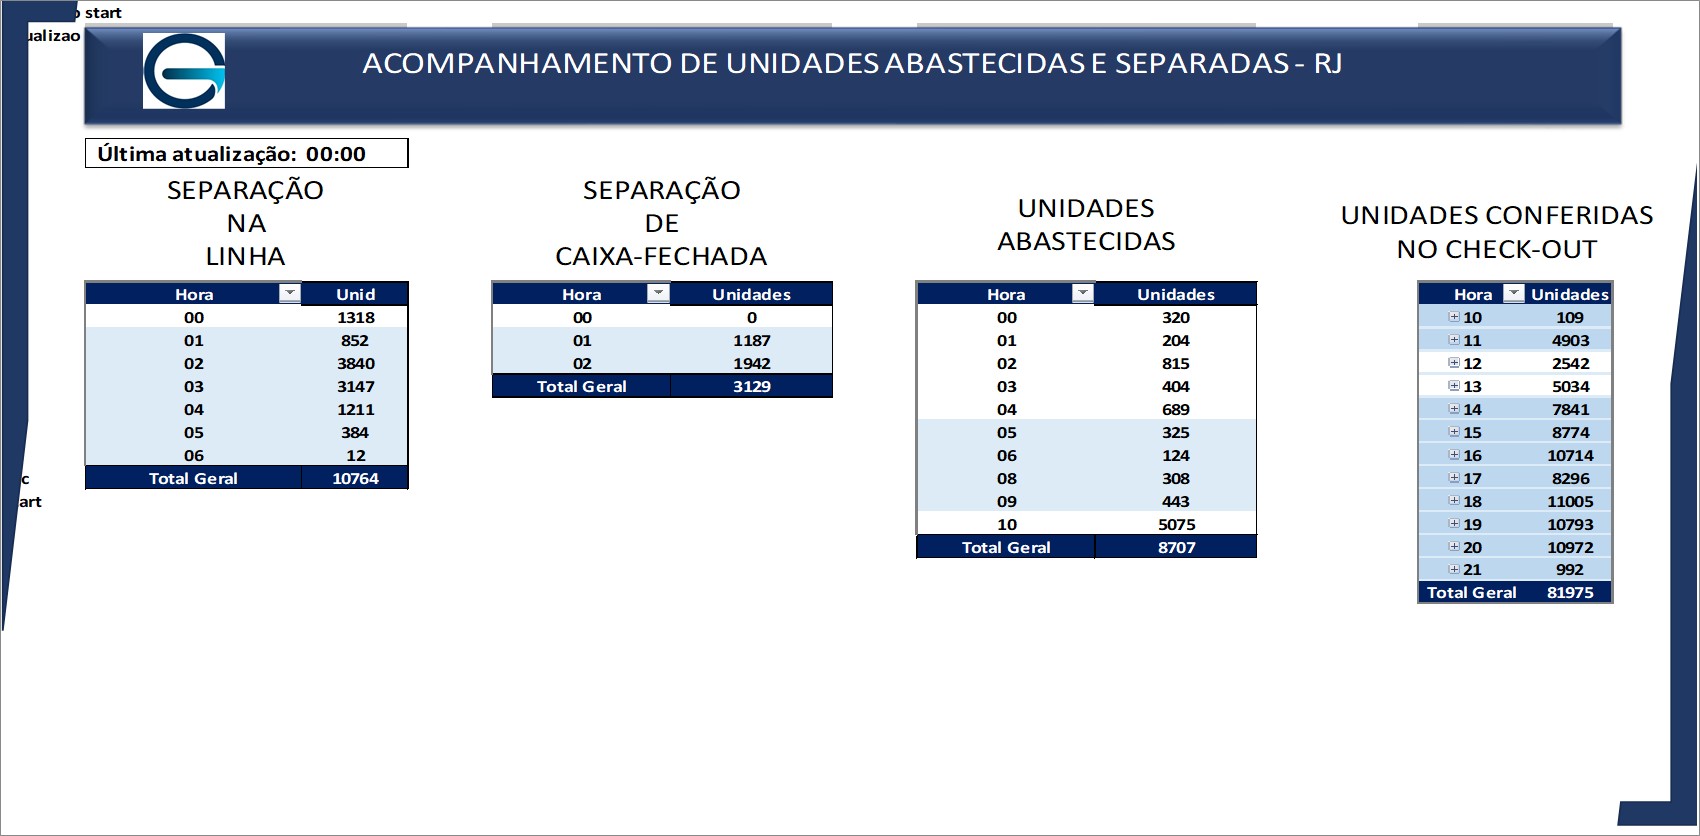 start
ACOMPANHAMENTO DE UNIDADES ABASTECIDAS E SEPARADAS - RJ
Última atualização: 00:00
SEPARAÇÃO
NA
LINHA
Hora Unid
00 1318
01 852
02 3840
03 3147
04 1211
05 384
06 12
Total Geral 10764
SEPARAÇÃO
DE
CAIXA-FECHADA
Hora Unidades
00 0
01 1187
02 1942
Total Geral 3129
UNIDADES
ABASTECIDAS
Hora Unidades
00 320
01 204
02 815
03 404
04 689
05 325
06 124
08 308
09 443
10 5075
Total Geral 8707
UNIDADES CONFERIDAS
NO CHECK-OUT
Hora Unidades
10 109
11 4903
12 2542
13 5034
14 7841
15 8774
16 10714
17 8296
18 11005
19 10793
20 10972
21 992
Total Geral 81975